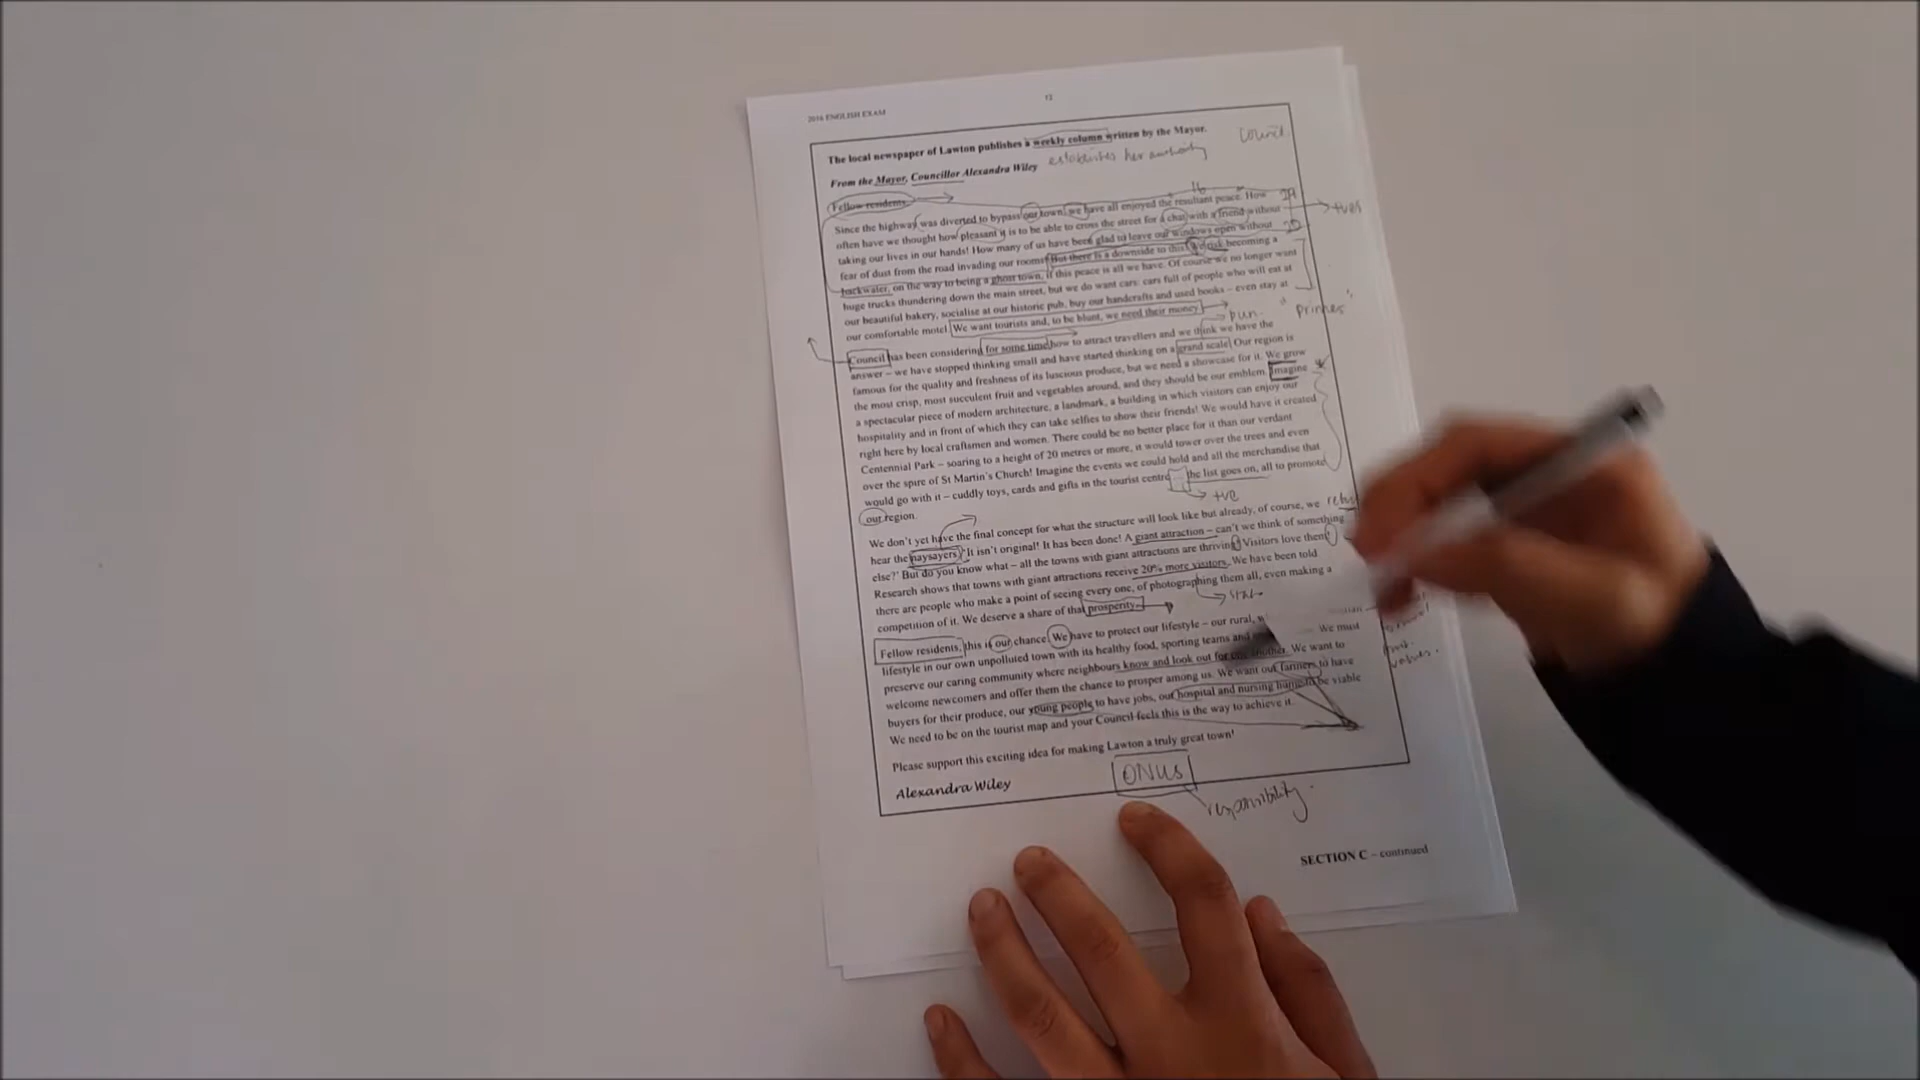 2016 ENGLISH EXAM
12
The local newspaper of Lawton publishes a weekly column written by the Mayor.
Council
establishes her authority
From the Mayor, Councillor Alexandra Wiley
Fellow residents
Since the highway was diverted to bypass our town, we have all enjoyed the resultant peace. How
often have we thought how pleasant it is to be able to cross the street for a chat with a friend without
taking our lives in our hands! How many of us have been glad to leave our windows open without
fear of dust from the road invading our rooms! But there is a downside to this. We risk becoming a
backwater, on the way to being a ghost town, if this peace is all we have. Of course we no longer want
huge trucks thundering down the main street, but we do want cars: cars full of people who will eat at
our beautiful bakery, socialise at our historic pub, buy our handcrafts and used books – even stay at
our comfortable motel. We want tourists and, to be blunt, we need their money.
pun
Council has been considering for some time how to attract travellers and we think we have the
answer – we have stopped thinking small and have started thinking on a grand scale. Our region is
famous for the quality and freshness of its luscious produce, but we need a showcase for it. We grow
the most crisp, most succulent fruit and vegetables around, and they should be our emblem. Imagine
a spectacular piece of modern architecture, a landmark, a building in which visitors can enjoy our
hospitality and in front of which they can take selfies to show their friends! We would have it created
right here by local craftsmen and women. There could be no better place for it than our verdant
Centennial Park – soaring to a height of 20 metres or more, it would tower over the trees and even
over the spire of St Martin's Church! Imagine the events we could hold and all the merchandise that
would go with it – cuddly toys, cards and gifts in the tourist centre the list goes on, all to promote
our region.
+ve
We don't yet have the final concept for what the structure will look like but already, of course, we
hear the naysayers: 'It isn't original! It has been done! A giant attraction – can't we think of something
else?' But do you know what – all the towns with giant attractions are thriving! Visitors love them!
Research shows that towns with giant attractions receive 20% more visitors. We have been told
there are people who make a point of seeing every one, of photographing them all, even making a
competition of it. We deserve a share of that prosperity.
Fellow residents, this is our chance. We have to protect our lifestyle – our rural,
We must
lifestyle in our own unpolluted town with its healthy food, sporting teams and
preserve our caring community where neighbours know and look out for one another. We want to
welcome newcomers and offer them the chance to prosper among us. We want our farmers to have
buyers for their produce, our young people to have jobs, our hospital and nursing home to be viable
We need to be on the tourist map and your Council feels this is the way to achieve it.
Please support this exciting idea for making Lawton a truly great town!
Alexandra Wiley
ONUS
responsibility.
SECTION C – continued